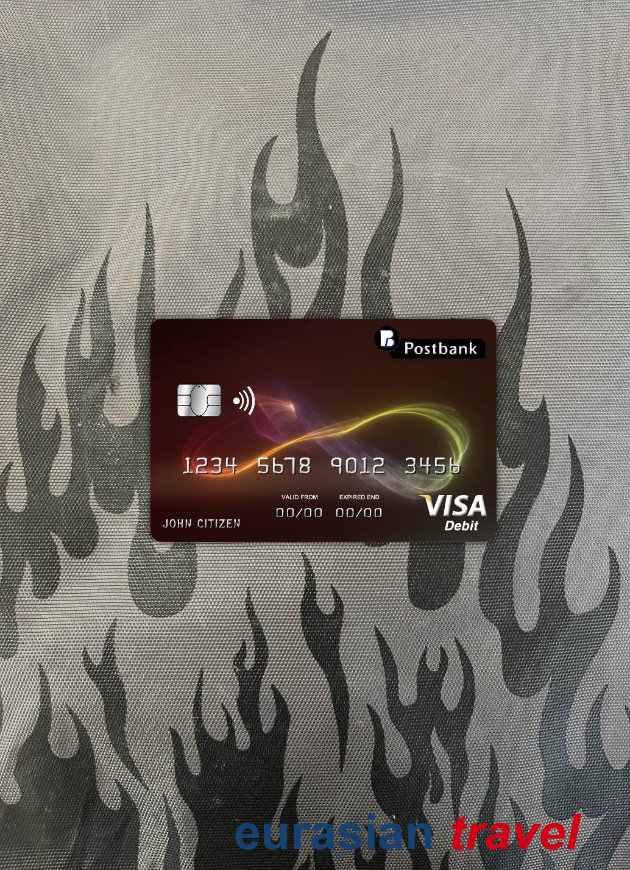 Postbank
1234 5678 9012 3456
VALID FROM EXPIRED END
00/00 00/00
VISA
Debit
JOHN CITIZEN
eurasian travel